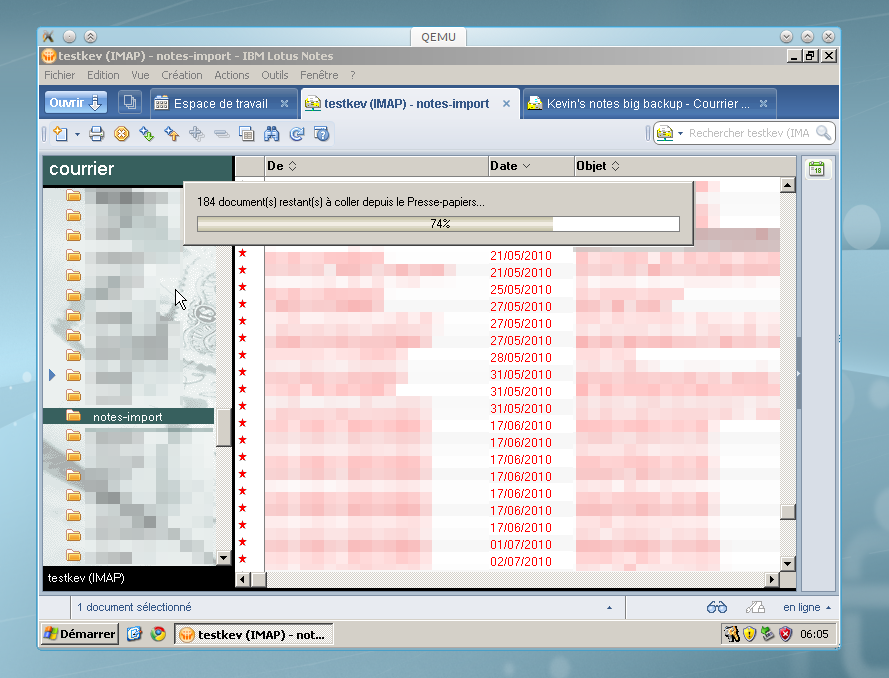 QEMU
testkev (IMAP) - notes-import - IBM Lotus Notes
Fichier Edition Vue Création Actions Outils Fenêtre ?
Ouvrir Espace de travail testkev (IMAP) - notes-import Kevin's notes big backup - Courrier ...
Rechercher testkev (IMA
courrier De Date Objet
184 document(s) restant(s) à coller depuis le Presse-papiers...
74%
21/05/2010
21/05/2010
25/05/2010
27/05/2010
27/05/2010
27/05/2010
28/05/2010
31/05/2010
31/05/2010
31/05/2010
notes-import
17/06/2010
17/06/2010
17/06/2010
17/06/2010
17/06/2010
17/06/2010
17/06/2010
01/07/2010
02/07/2010
testkev (IMAP)
1 document sélectionné en ligne
Démarrer testkev (IMAP) - not... 06:05